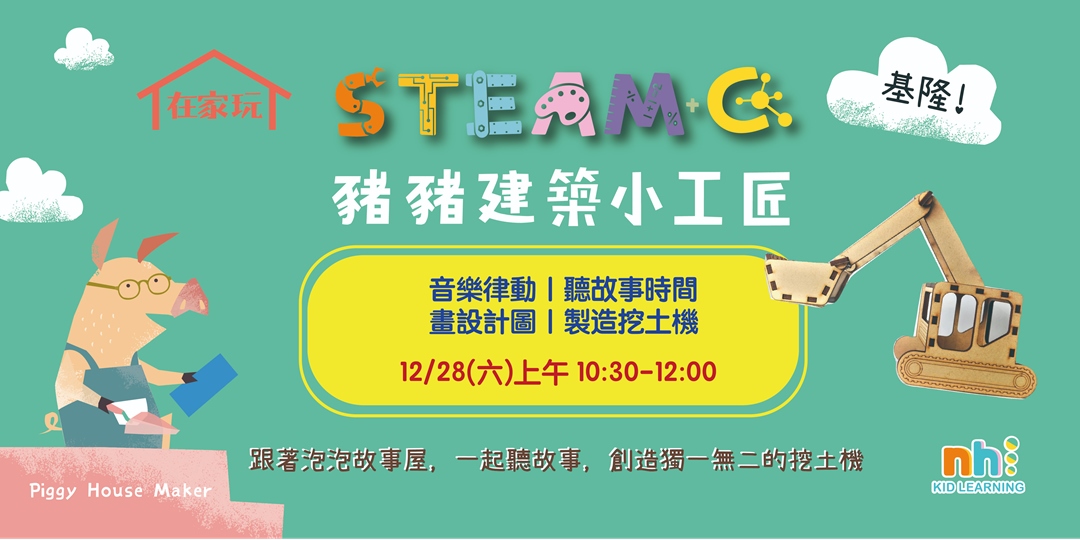 在家玩
STEAM+C
基隆!
豬豬建築小工匠
音樂律動|聽故事時間
畫設計圖|製造挖土機
12/28(六)上午 10:30-12:00
跟著泡泡故事屋，一起聽故事，創造獨一無二的挖土機
Piggy House Maker
nh
KID LEARNING